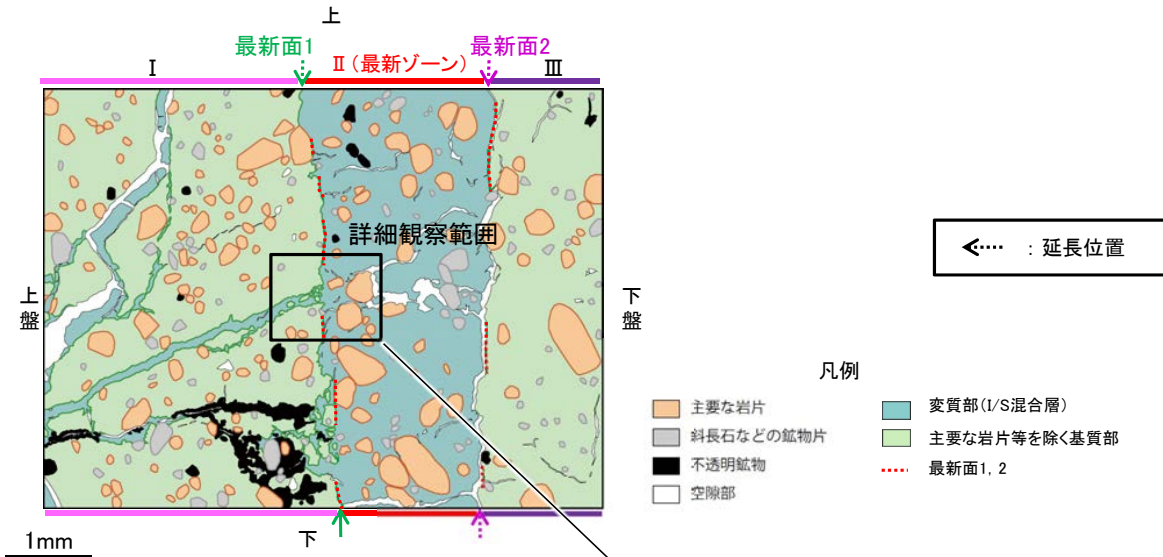 上
最新面1
最新面2
Ⅰ
Ⅱ(最新ゾーン)
Ⅲ
詳細観察範囲
上盤
下盤
下
1mm
:延長位置
凡例
主要な岩片
斜長石などの鉱物片
不透明鉱物
空隙部
変質部(I/S混合層)
主要な岩片等を除く基質部
最新面1, 2